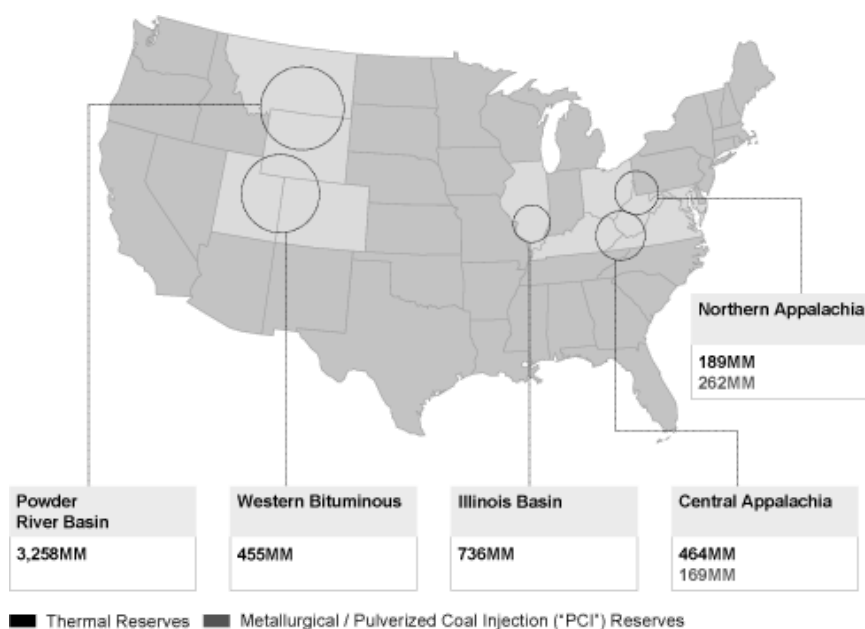 Northern Appalachia
189MM
262MM
Powder
River Basin
3,258MM
Western Bituminous
455MM
Illinois Basin
736MM
Central Appalachia
464MM
169MM
Thermal Reserves
Metallurgical / Pulverized Coal Injection ("PCI") Reserves